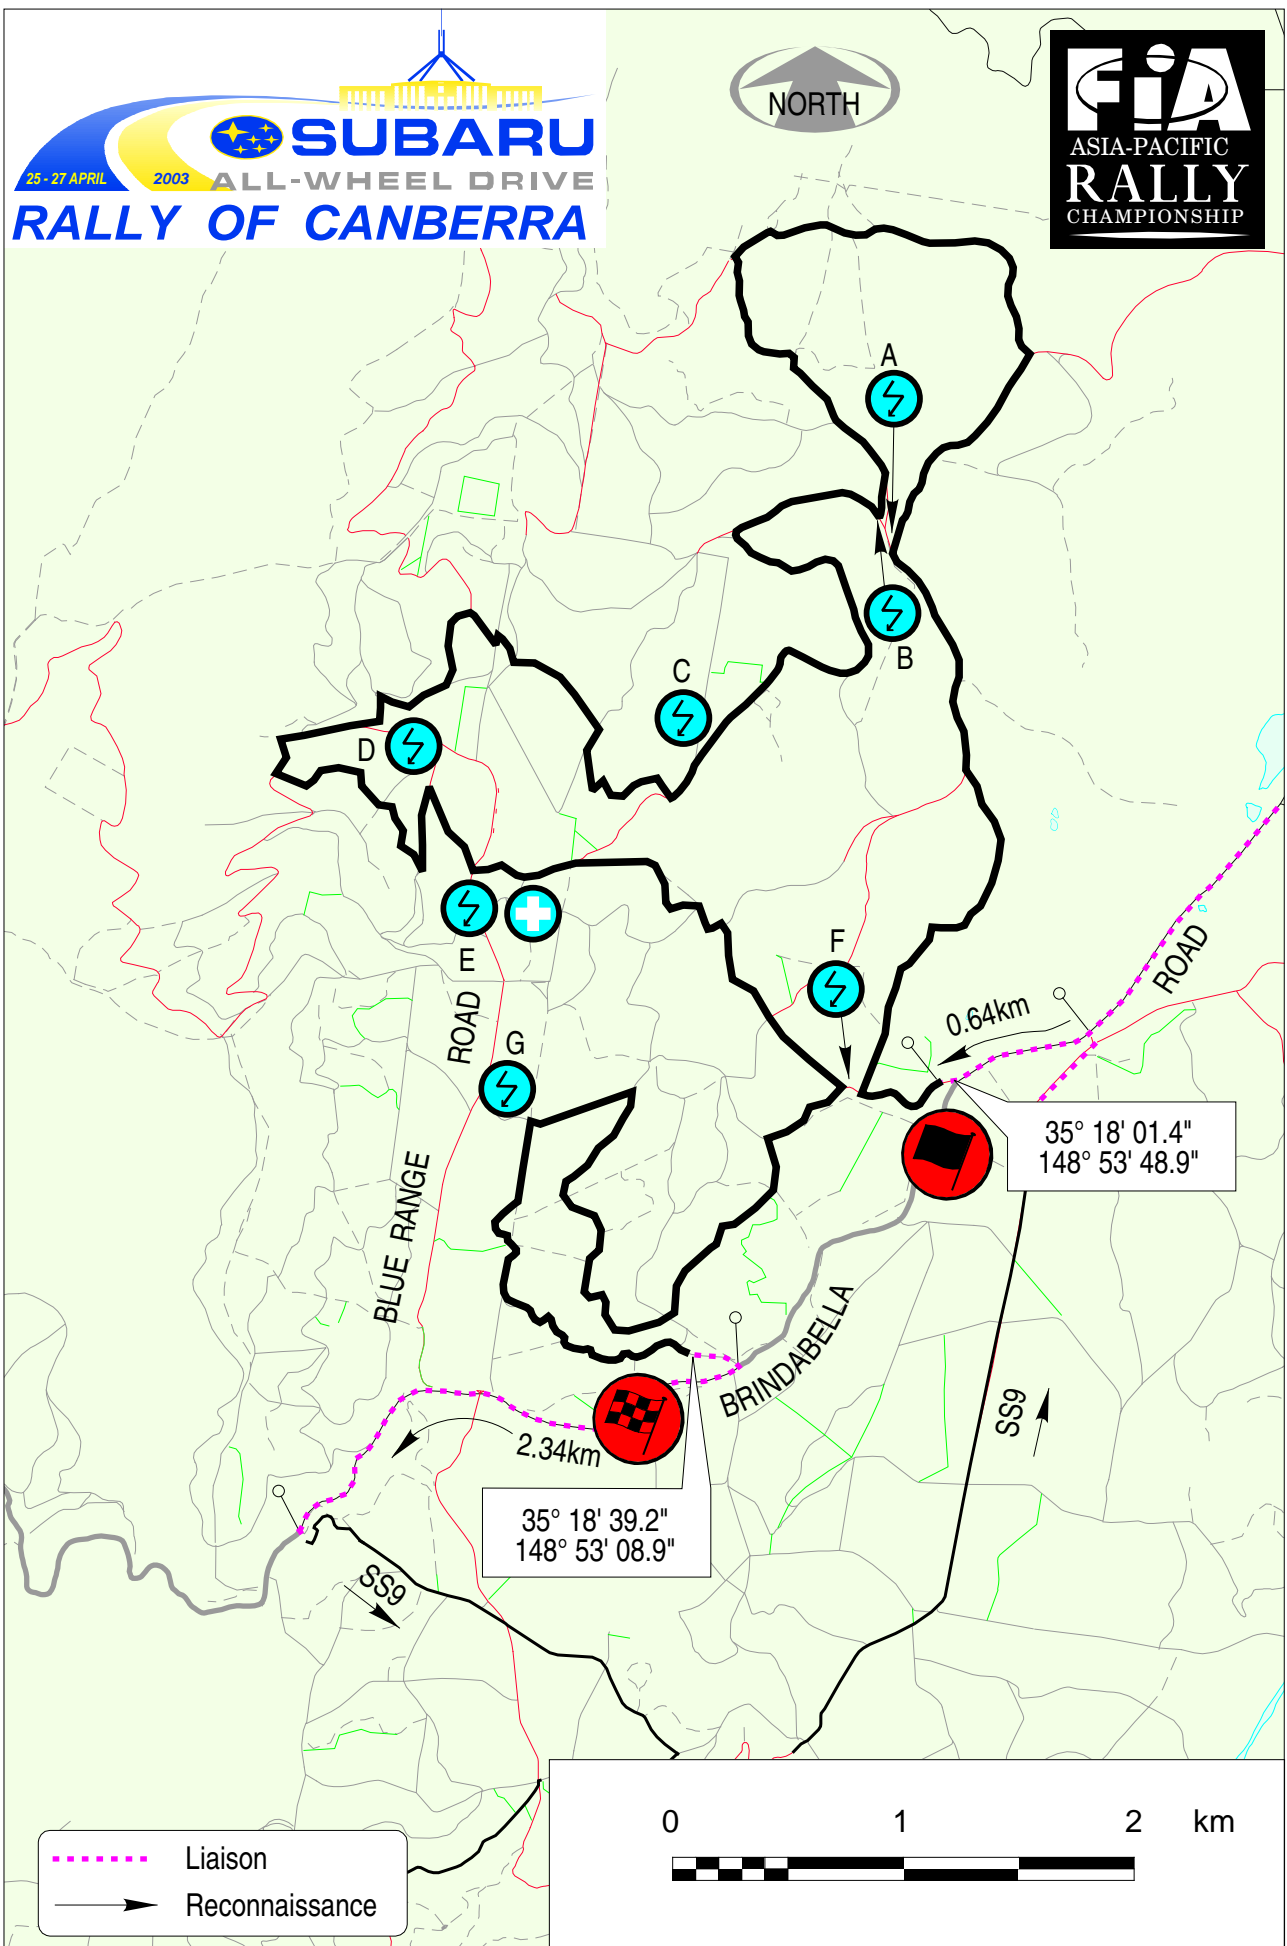 25 - 27 APRIL
2003
SUBARU
ALL-WHEEL DRIVE
RALLY OF CANBERRA
NORTH
FiA
ASIA-PACIFIC
RALLY
CHAMPIONSHIP
A
B
C
D
E
F
ROAD
G
ROAD
0.64km
35° 18' 01.4"
148° 53' 48.9"
BLUE RANGE
BRINDABELLA
2.34km
SS9
35° 18' 39.2"
148° 53' 08.9"
SS9
0 1 2 km
Liaison
Reconnaissance